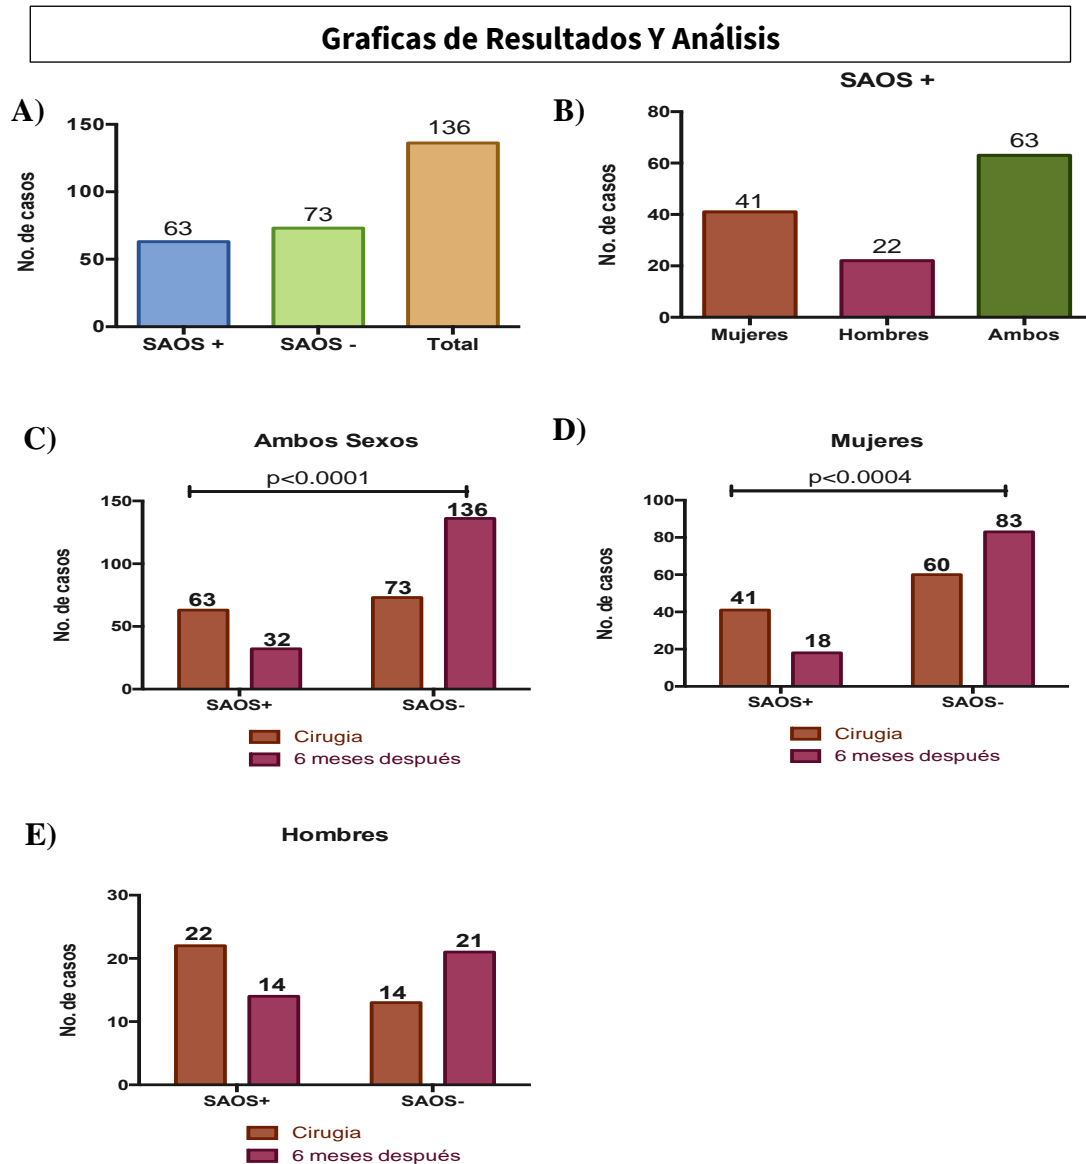 Graficas de Resultados Y Análisis
A)
No. de casos
150
100
50
0
63
73
136
SAOS +
SAOS -
Total
B)
SAOS +
No. de casos
80
60
40
20
0
41
22
63
Mujeres
Hombres
Ambos
C)
Ambos Sexos
p<0.0001
No. de casos
150
100
50
0
63
32
73
136
SAOS+
SAOS-
Cirugia
6 meses después
D)
Mujeres
p<0.0004
No. de casos
100
80
60
40
20
0
41
18
60
83
SAOS+
SAOS-
Cirugia
6 meses después
E)
Hombres
No. de casos
30
20
10
0
22
14
14
21
SAOS+
SAOS-
Cirugia
6 meses después